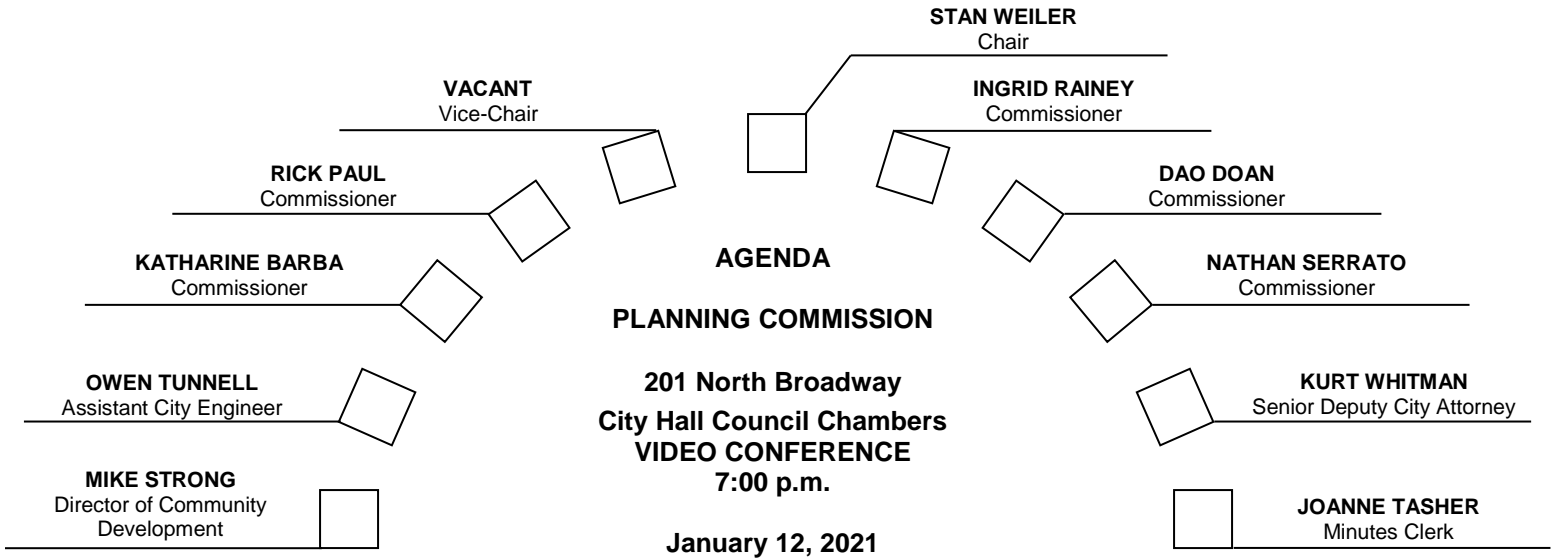 STAN WEILER
Chair
VACANT
Vice-Chair
INGRID RAINEY
Commissioner
RICK PAUL
Commissioner
DAO DOAN
Commissioner
KATHARINE BARBA
Commissioner
NATHAN SERRATO
Commissioner
OWEN TUNNELL
Assistant City Engineer
KURT WHITMAN
Senior Deputy City Attorney
MIKE STRONG
Director of Community
Development
JOANNE TASHER
Minutes Clerk
AGENDA
PLANNING COMMISSION
201 North Broadway
City Hall Council Chambers
VIDEO CONFERENCE
7:00 p.m.
January 12, 2021